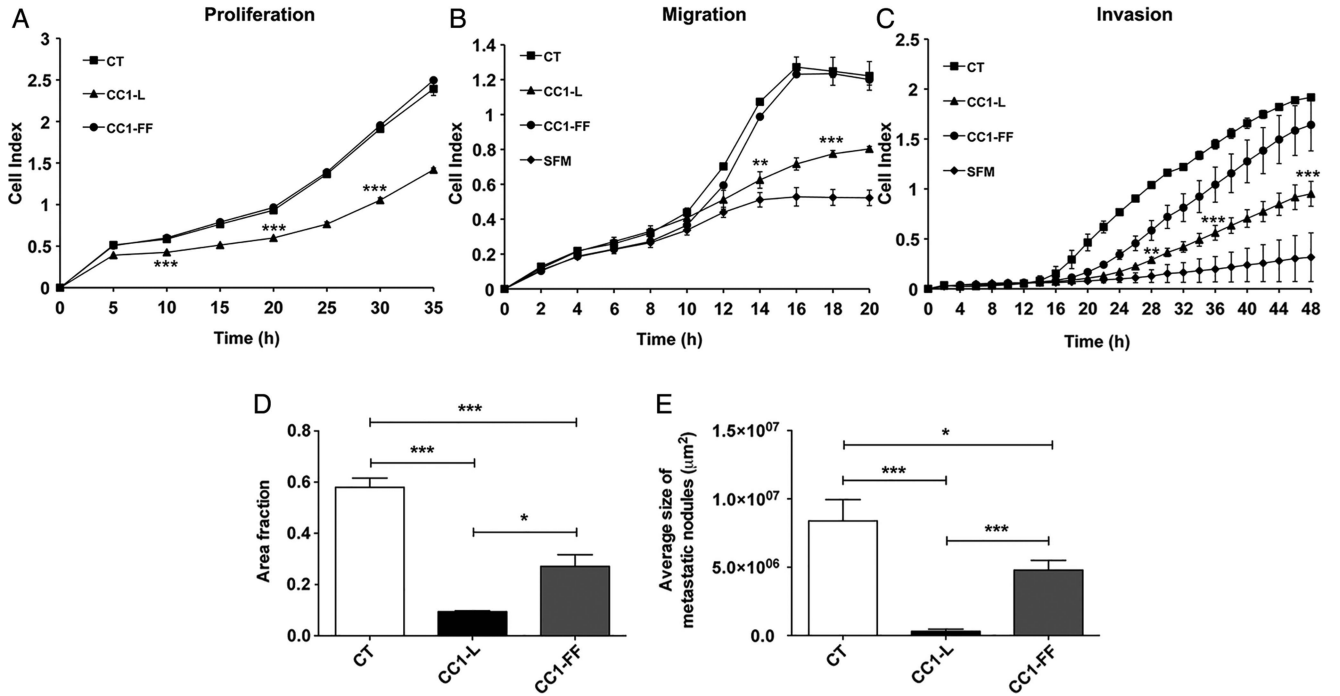 A Proliferation
3
2.5
2
1.5
1
0.5
0
Cell Index
CT
CC1-L
CC1-FF
***
***
***
0 5 10 15 20 25 30 35
Time (h)
B Migration
1.4
1.2
1
0.8
0.6
0.4
0.2
0
Cell Index
CT
CC1-L
CC1-FF
SFM
**
***
0 2 4 6 8 10 12 14 16 18 20
Time (h)
C Invasion
2.5
2
1.5
1
0.5
0
Cell Index
CT
CC1-L
CC1-FF
SFM
**
***
***
0 4 8 12 16 20 24 28 32 36 40 44 48
Time (h)
D
0.8
0.6
0.4
0.2
0.0
Area fraction
***
***
*
CT CC1-L CC1-FF
E
1.5×10⁰⁷
1.0×10⁰⁷
5.0×10⁰⁶
0.0
Average size of
metastatic nodules (μm²)
*
***
***
CT CC1-L CC1-FF